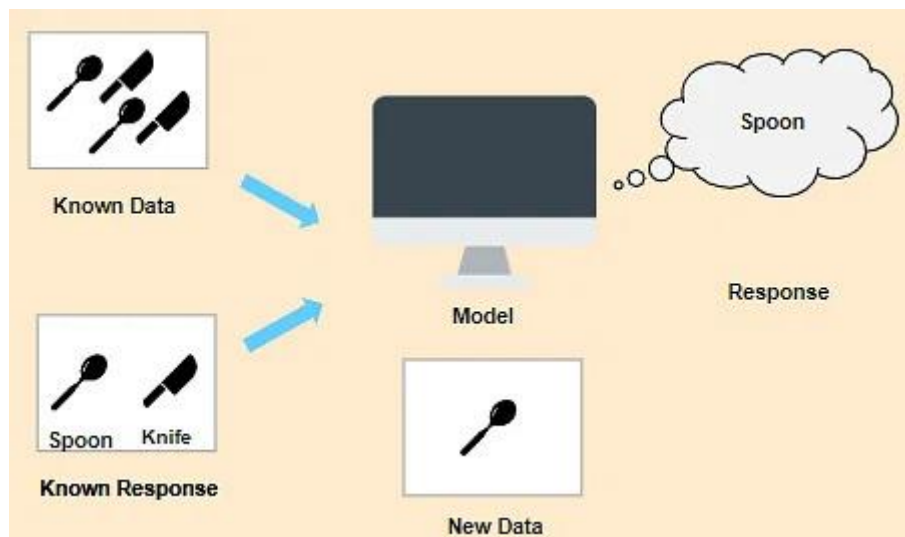 Known Data
Spoon
Knife
Known Response
Model
New Data
Spoon
Response